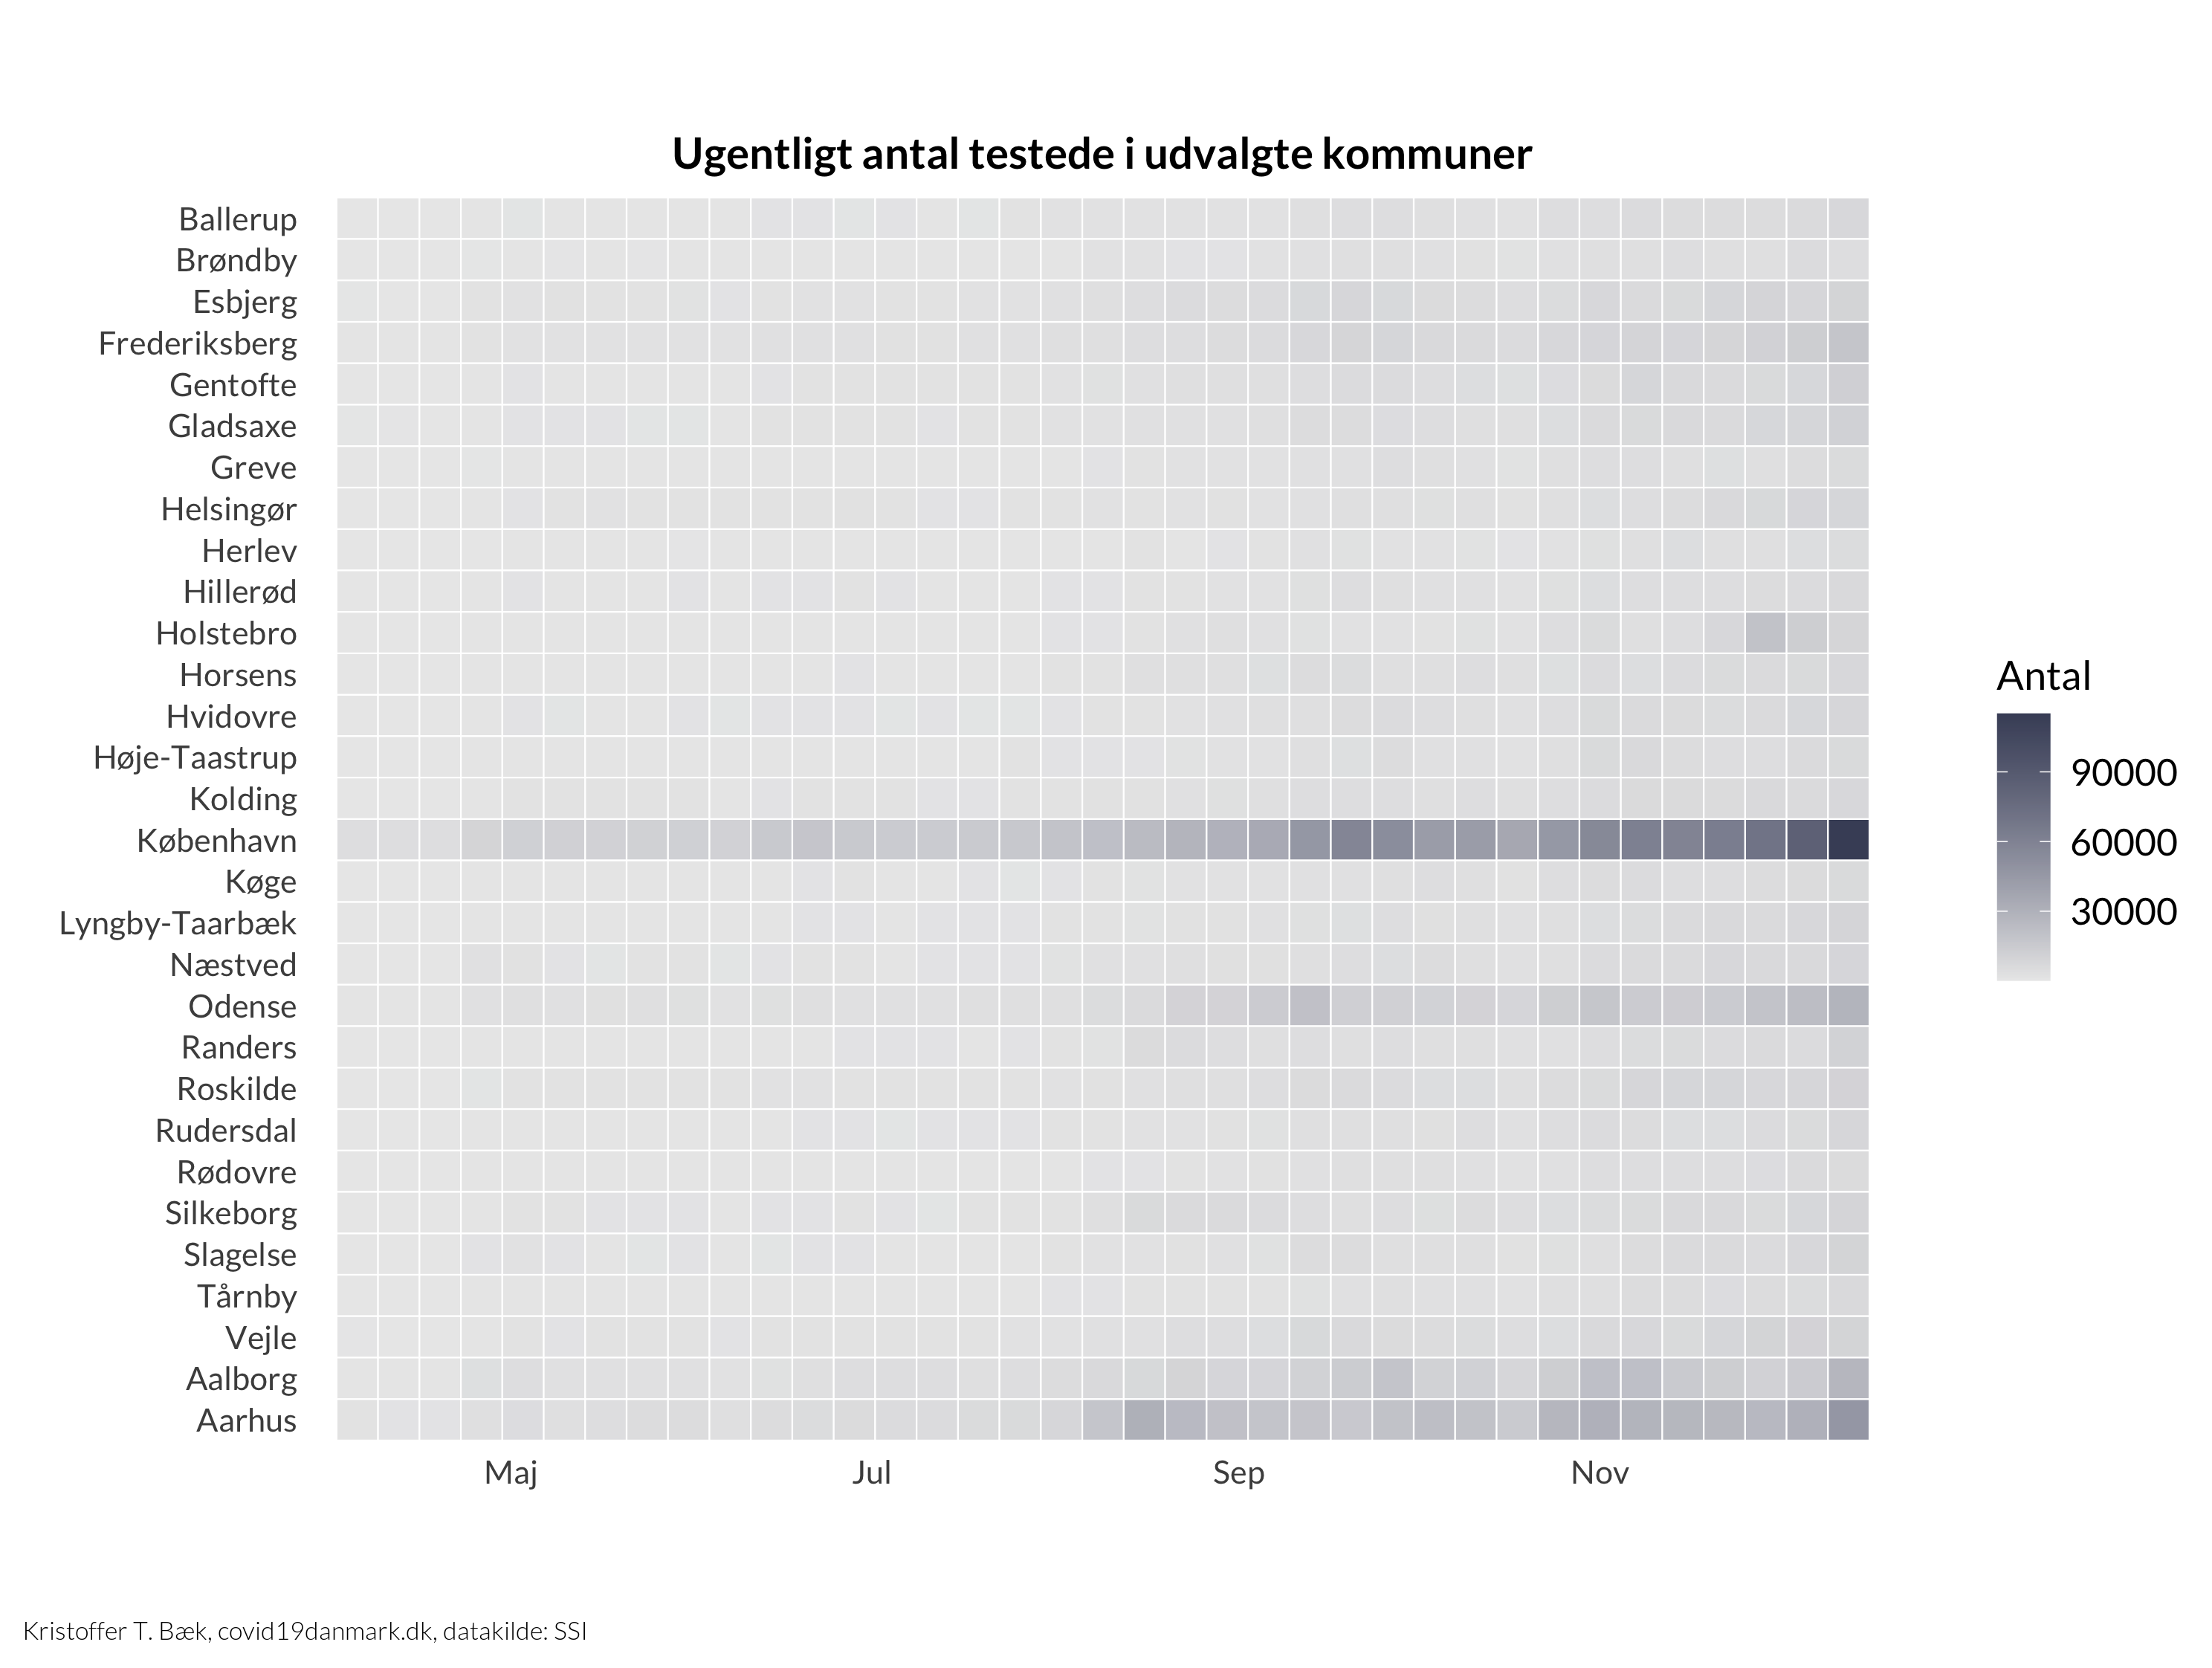 Ugentligt antal testede i udvalgte kommuner
Ballerup
Brøndby
Esbjerg
Frederiksberg
Gentofte
Gladsaxe
Greve
Helsingør
Herlev
Hillerød
Holstebro
Horsens
Hvidovre
Høje-Taastrup
Kolding
København
Køge
Lyngby-Taarbæk
Næstved
Odense
Randers
Roskilde
Rudersdal
Rødovre
Silkeborg
Slagelse
Tårnby
Vejle
Aalborg
Aarhus
Maj Jul Sep Nov
Antal
90000
60000
30000
Kristoffer T. Bæk, covid19danmark.dk, datakilde: SSI